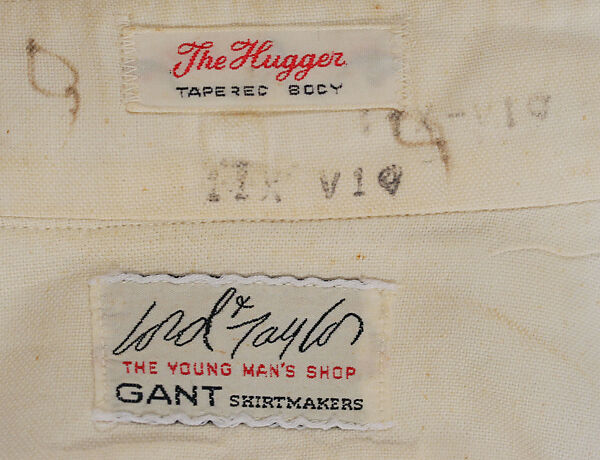 The Hugger
TAPERED BODY
Lord & Taylor
THE YOUNG MAN'S SHOP
GANT SHIRTMAKERS